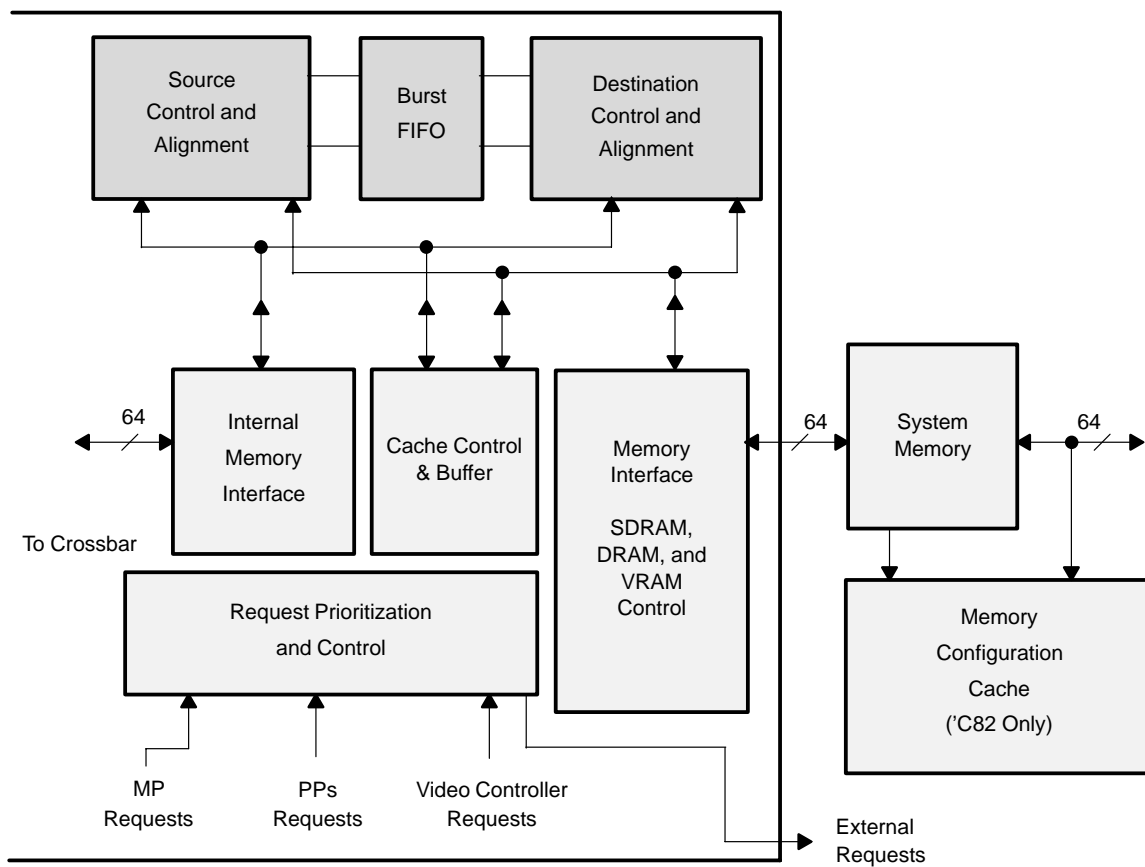 Source
Control and
Alignment
Burst
FIFO
Destination
Control and
Alignment
64
Internal
Memory
Interface
To Crossbar
Cache Control
& Buffer
Memory
Interface
SDRAM,
DRAM, and
VRAM
Control
64
System
Memory
64
Memory
Configuration
Cache
('C82 Only)
Request Prioritization
and Control
MP
Requests
PPs
Requests
Video Controller
Requests
External
Requests